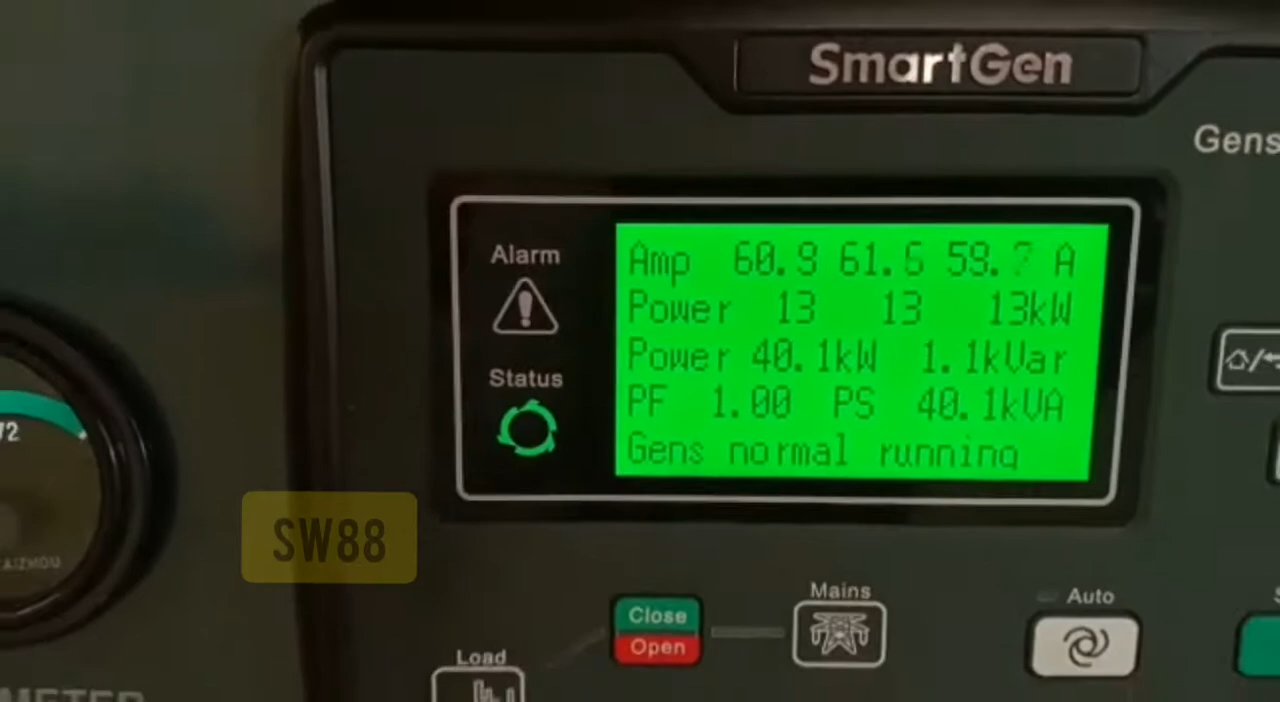 SmartGen
Gens
Alarm
Amp 60.9 61.6 59.7 A
Power 13 13 13kW
Power 40.1kW 1.1kVar
Status
PF 1.00 PS 40.1kVA
Gens normal running
SW88
Mains
Close
Auto
Open
Load